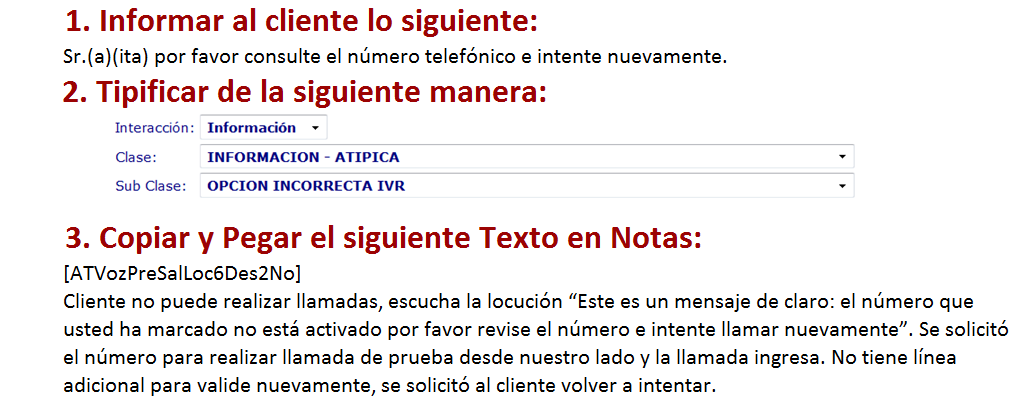 1. Informar al cliente lo siguiente:
Sr.(a)(ita) por favor consulte el número telefónico e intente nuevamente.
2. Tipificar de la siguiente manera:
Interacción: Información
Clase: INFORMACION - ATIPICA
Sub Clase: OPCION INCORRECTA IVR
3. Copiar y Pegar el siguiente Texto en Notas:
[ATVozPreSalLoc6Des2No]
Cliente no puede realizar llamadas, escucha la locución “Este es un mensaje de claro: el número que
usted ha marcado no está activado por favor revise el número e intente llamar nuevamente”. Se solicitó
el número para realizar llamada de prueba desde nuestro lado y la llamada ingresa. No tiene línea
adicional para valide nuevamente, se solicitó al cliente volver a intentar.